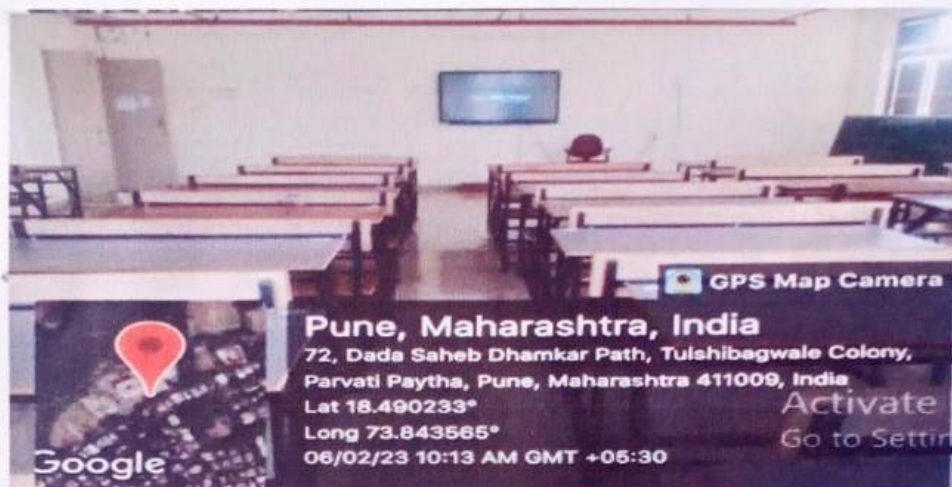 GPS Map Camera
Pune, Maharashtra, India
72, Dada Saheb Dhamkar Path, Tulshibagwale Colony,
Parvati Paytha, Pune, Maharashtra 411009, India
Lat 18.490233°
Long 73.843565°
06/02/23 10:13 AM GMT +05:30
Google
Activate
Go to Settin